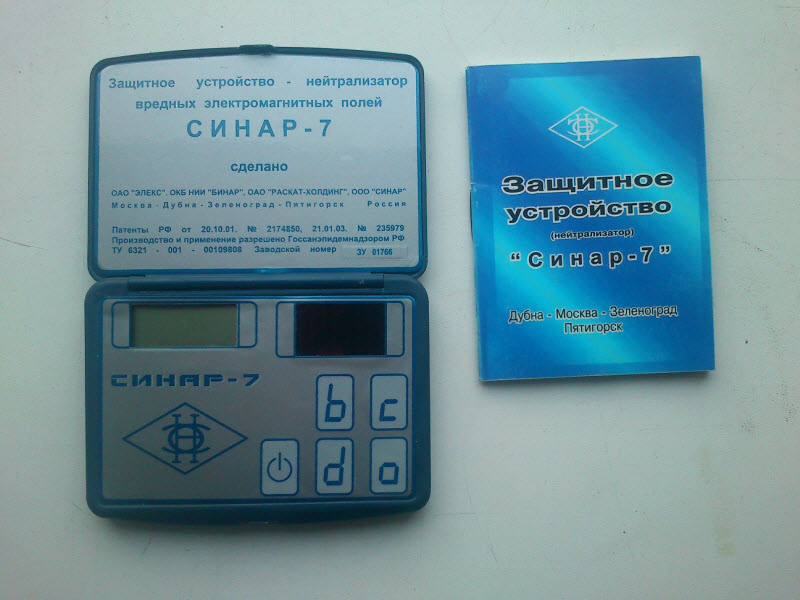 Защитное устройство - нейтрализатор
вредных электромагнитных полей
СИНАР-7
сделано
ОАО "ЭЛЕКС". ОКБ НИИ "БИНАР", ОАО "РАСКАТ-ХОЛДИНГ", ООО "СИНАР"
Москва - Дубна - Зеленоград - Пятигорск Россия
Патенты РФ от 20.10.01. № 2174850, 21.01.03. № 235979
Производство и применение разрешено Госсанэпидемнадзором РФ
ТУ 6321 - 001 - 00109808 Заводской номер ЗУ 01766
СИНАР-7
b c
d o
Защитное
устройство
(нейтрализатор)
"Синар-7"
Дубна - Москва - Зеленоград
Пятигорск